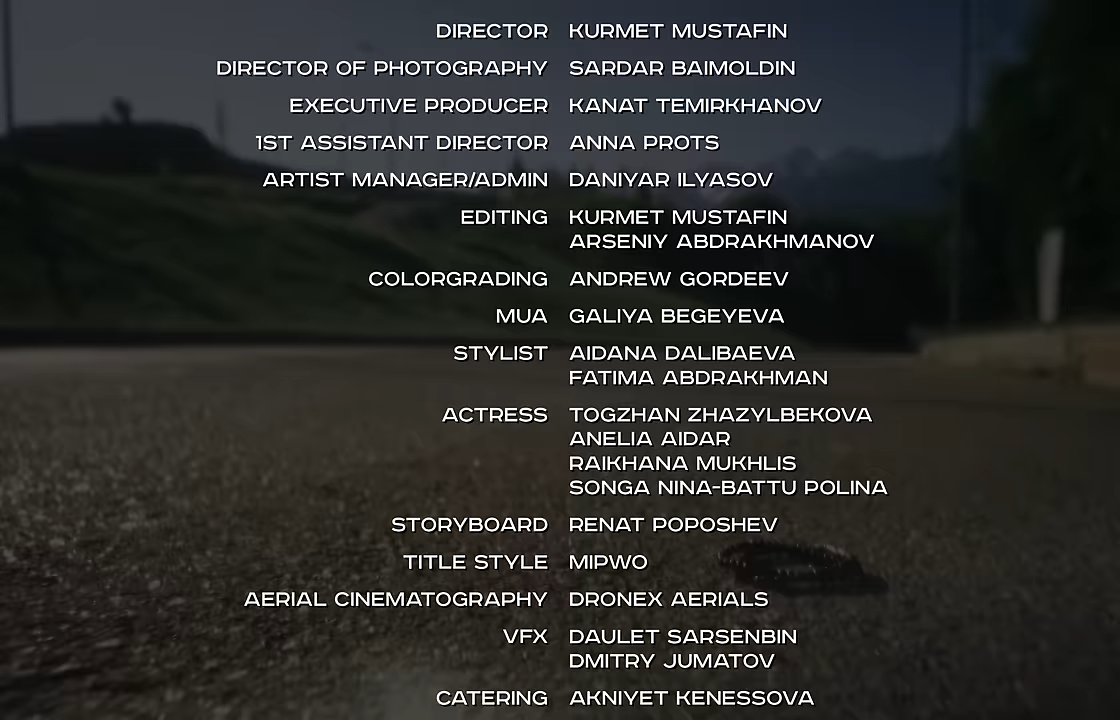 DIRECTOR KURMET MUSTAFIN
DIRECTOR OF PHOTOGRAPHY SARDAR BAIMOLDIN
EXECUTIVE PRODUCER KANAT TEMIRKHANOV
1ST ASSISTANT DIRECTOR ANNA PROTS
ARTIST MANAGER/ADMIN DANIYAR ILYASOV
EDITING KURMET MUSTAFIN
ARSENIY ABDRAKHMANOV
COLORGRADING ANDREW GORDEEV
MUA GALIYA BEGEYEVA
STYLIST AIDANA DALIBAEVA
FATIMA ABDRAKHMAN
ACTRESS TOGZHAN ZHAZYLBEKOVA
ANELIA AIDAR
RAIKHANA MUKHLIS
SONGA NINA-BATTU POLINA
STORYBOARD RENAT POPOSHEV
TITLE STYLE MIPWO
AERIAL CINEMATOGRAPHY DRONEX AERIALS
VFX DAULET SARSENBIN
DMITRY JUMATOV
CATERING AKNIYET KENESSOVA